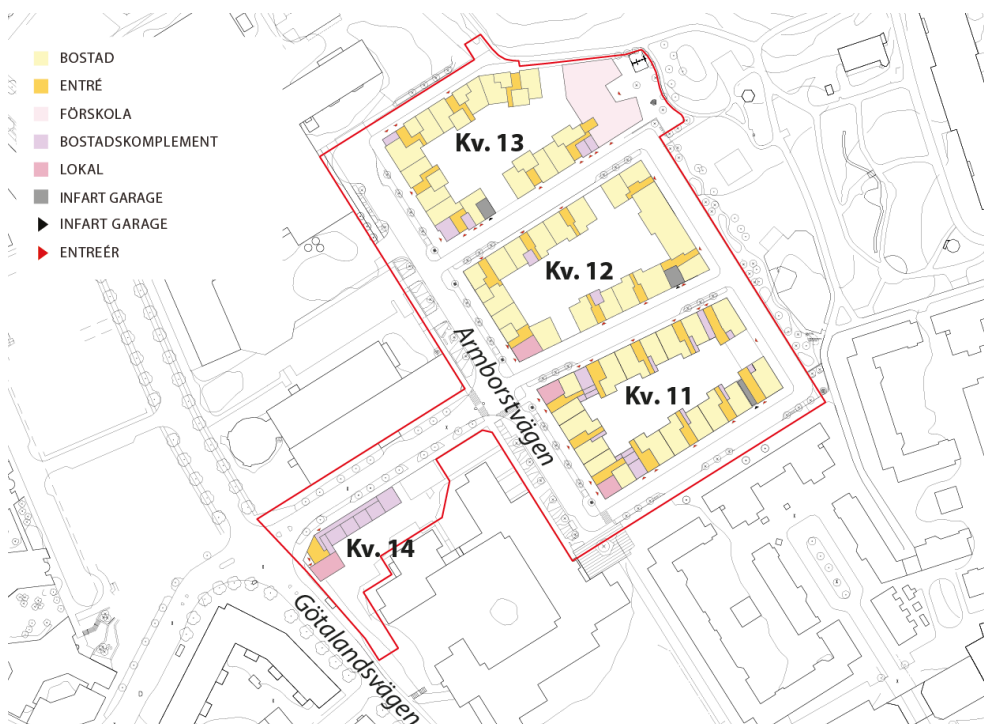 BOSTAD
ENTRÉ
FÖRSKOLA
BOSTADSKOMPLEMENT
LOKAL
INFART GARAGE
INFART GARAGE
ENTREÉR
Kv. 13
Kv. 12
Armborstvägen
Kv. 11
Kv. 14
Götalandsvägen